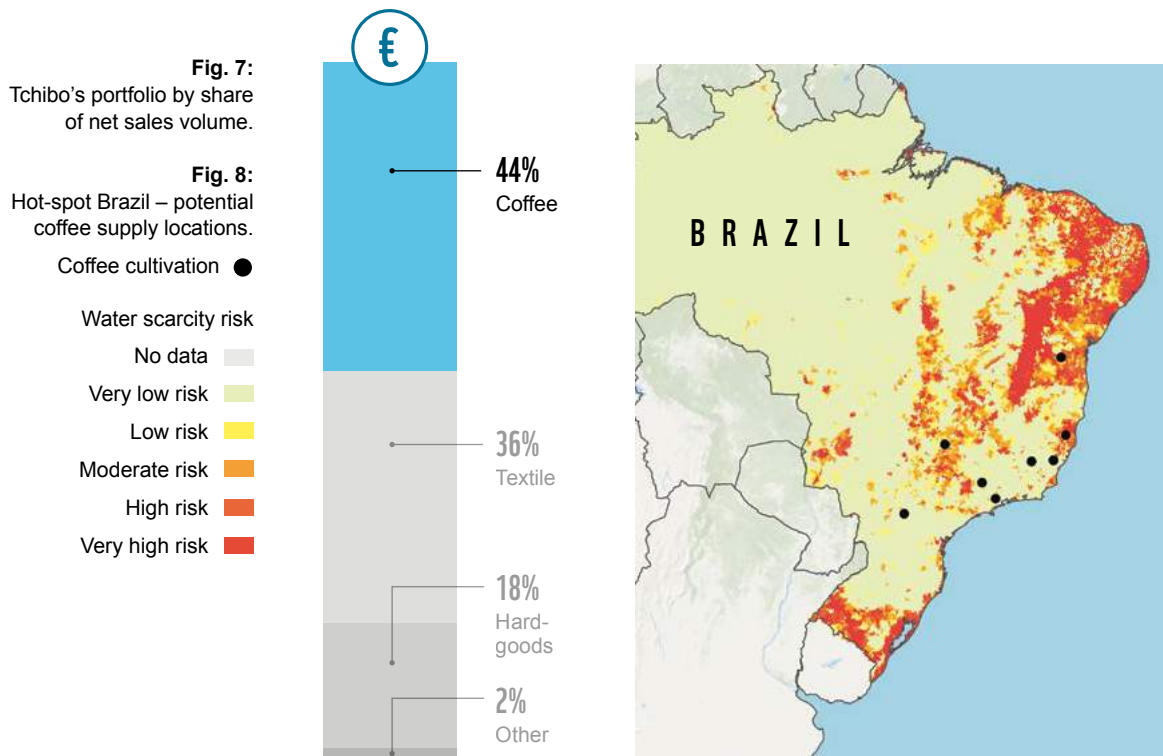 Fig. 7:
Tchibo’s portfolio by share
of net sales volume.
Fig. 8:
Hot-spot Brazil – potential
coffee supply locations.
Coffee cultivation
Water scarcity risk
No data
Very low risk
Low risk
Moderate risk
High risk
Very high risk
€
44%
Coffee
36%
Textile
18%
Hard-
goods
2%
Other
BRAZIL